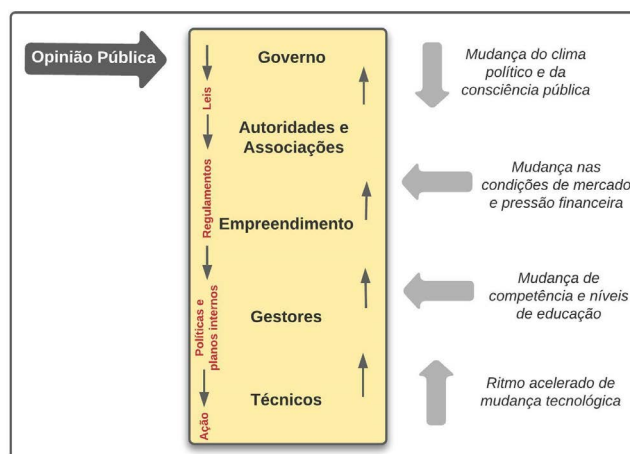 Opinião Pública
Governo
Leis
Autoridades e
Associações
Regulamentos
Empreendimento
Políticas e
planos internos
Gestores
Técnicos
Ação
Mudança do clima
político e da
consciência pública
Mudança nas
condições de mercado
e pressão financeira
Mudança de
competência e níveis
de educação
Ritmo acelerado de
mudança tecnológica